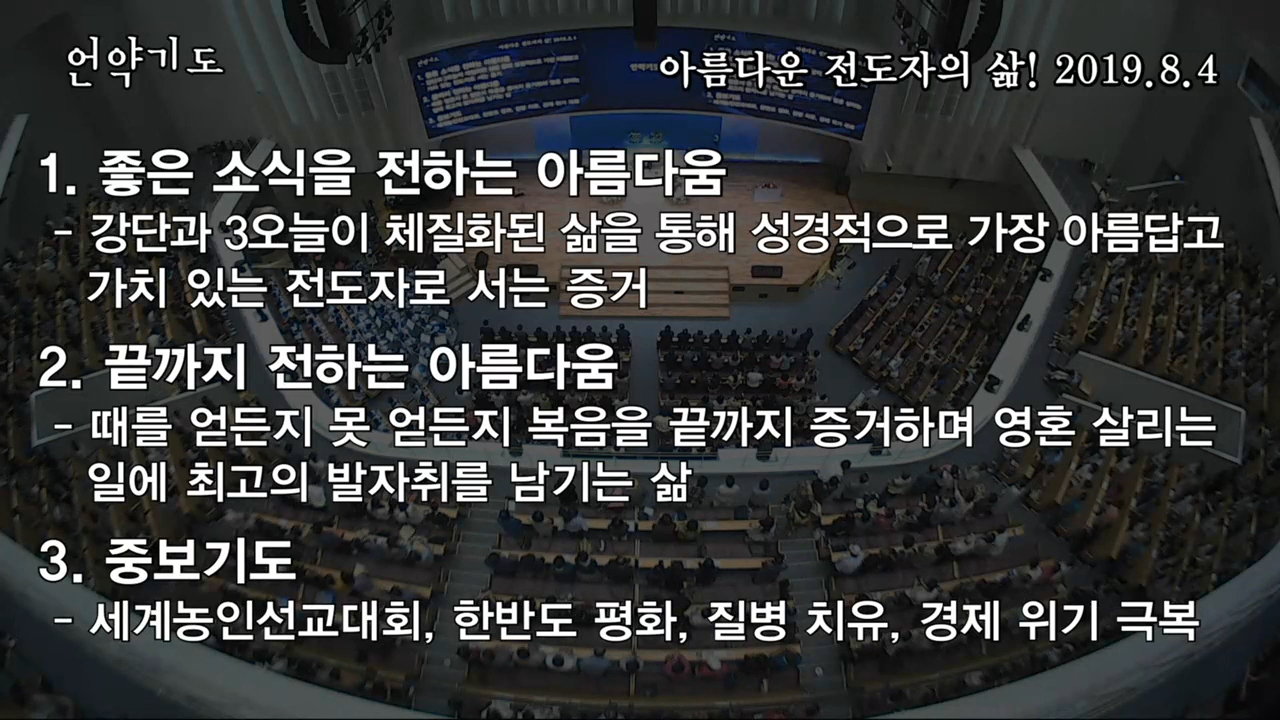 언약기도
아름다운 전도자의 삶! 2019.8.4
1. 좋은 소식을 전하는 아름다움
- 강단과 3오늘이 체질화된 삶을 통해 성경적으로 가장 아름답고
가치 있는 전도자로 서는 증거
2. 끝까지 전하는 아름다움
- 때를 얻든지 못 얻든지 복음을 끝까지 증거하며 영혼 살리는
일에 최고의 발자취를 남기는 삶
3. 중보기도
- 세계농인선교대회, 한반도 평화, 질병 치유, 경제 위기 극복